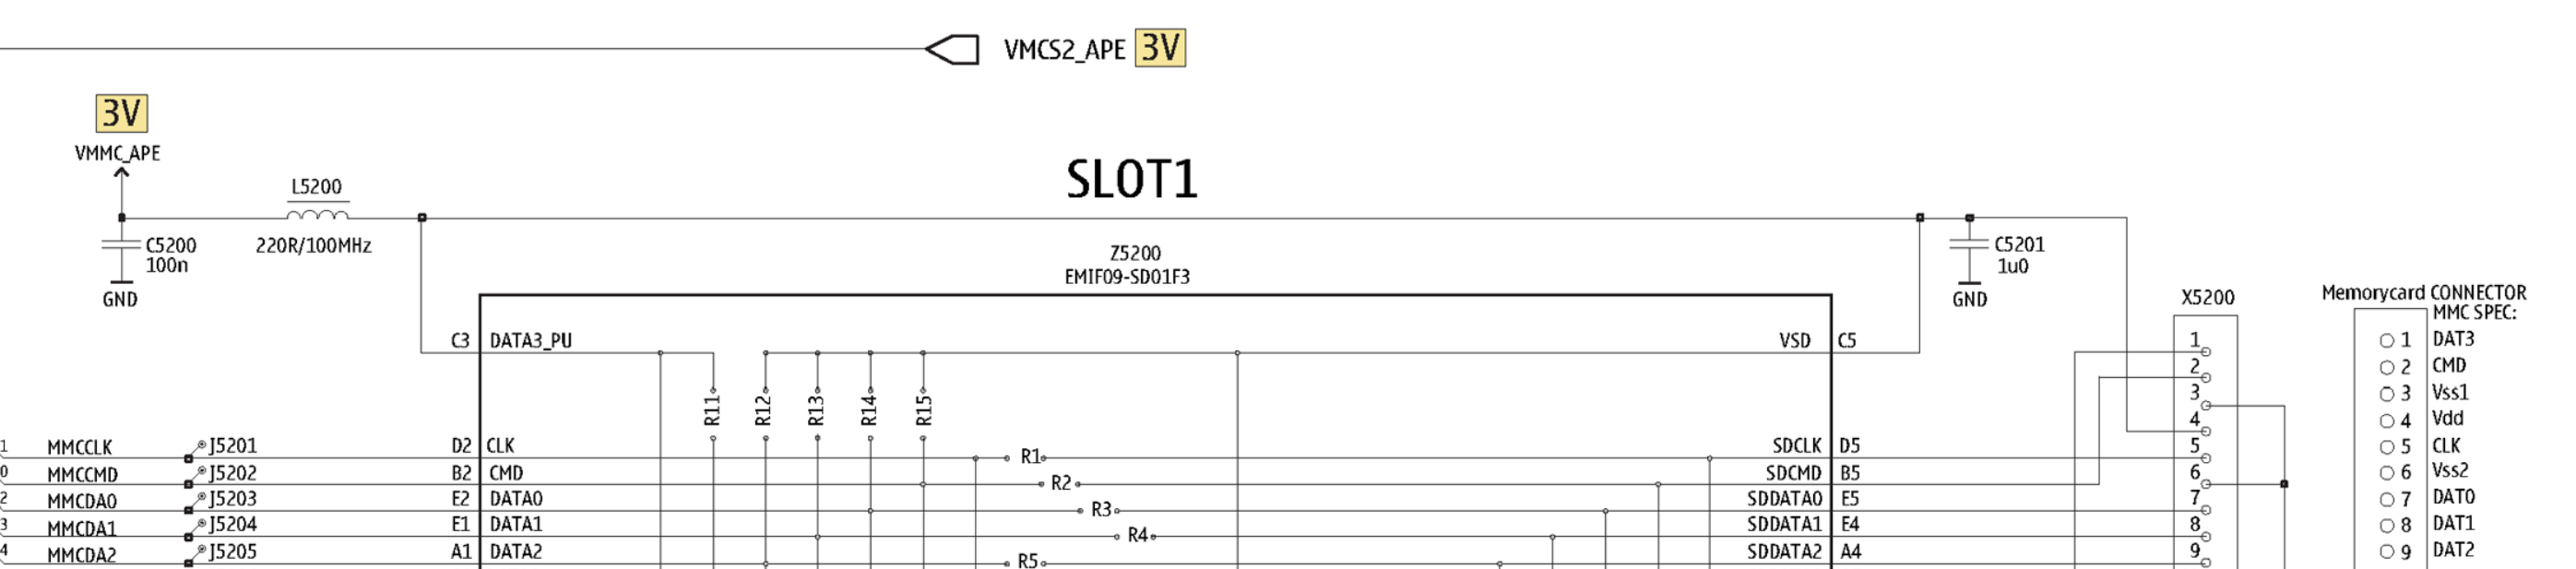 VMCS2_APE 3V
3V
VMMC_APE
SLOT1
L5200
C5200
100n
220R/100MHz
GND
Z5200
EMIF09-SD01F3
C5201
1u0
GND
X5200
Memorycard CONNECTOR
MMC SPEC:
C3 DATA3_PU VSD C5 1 1 DAT3
2 2 CMD
R11 R12 R13 R14 R15 3 3 Vss1
4 4 Vdd
1 MMCCLK J5201 D2 CLK R1 SDCLK D5 5 5 CLK
0 MMCCMD J5202 B2 CMD R2 SDCMD B5 6 6 Vss2
2 MMCDA0 J5203 E2 DATA0 R3 SDDATA0 E5 7 7 DAT0
3 MMCDA1 J5204 E1 DATA1 R4 SDDATA1 E4 8 8 DAT1
4 MMCDA2 J5205 A1 DATA2 R5 SDDATA2 A4 9 9 DAT2